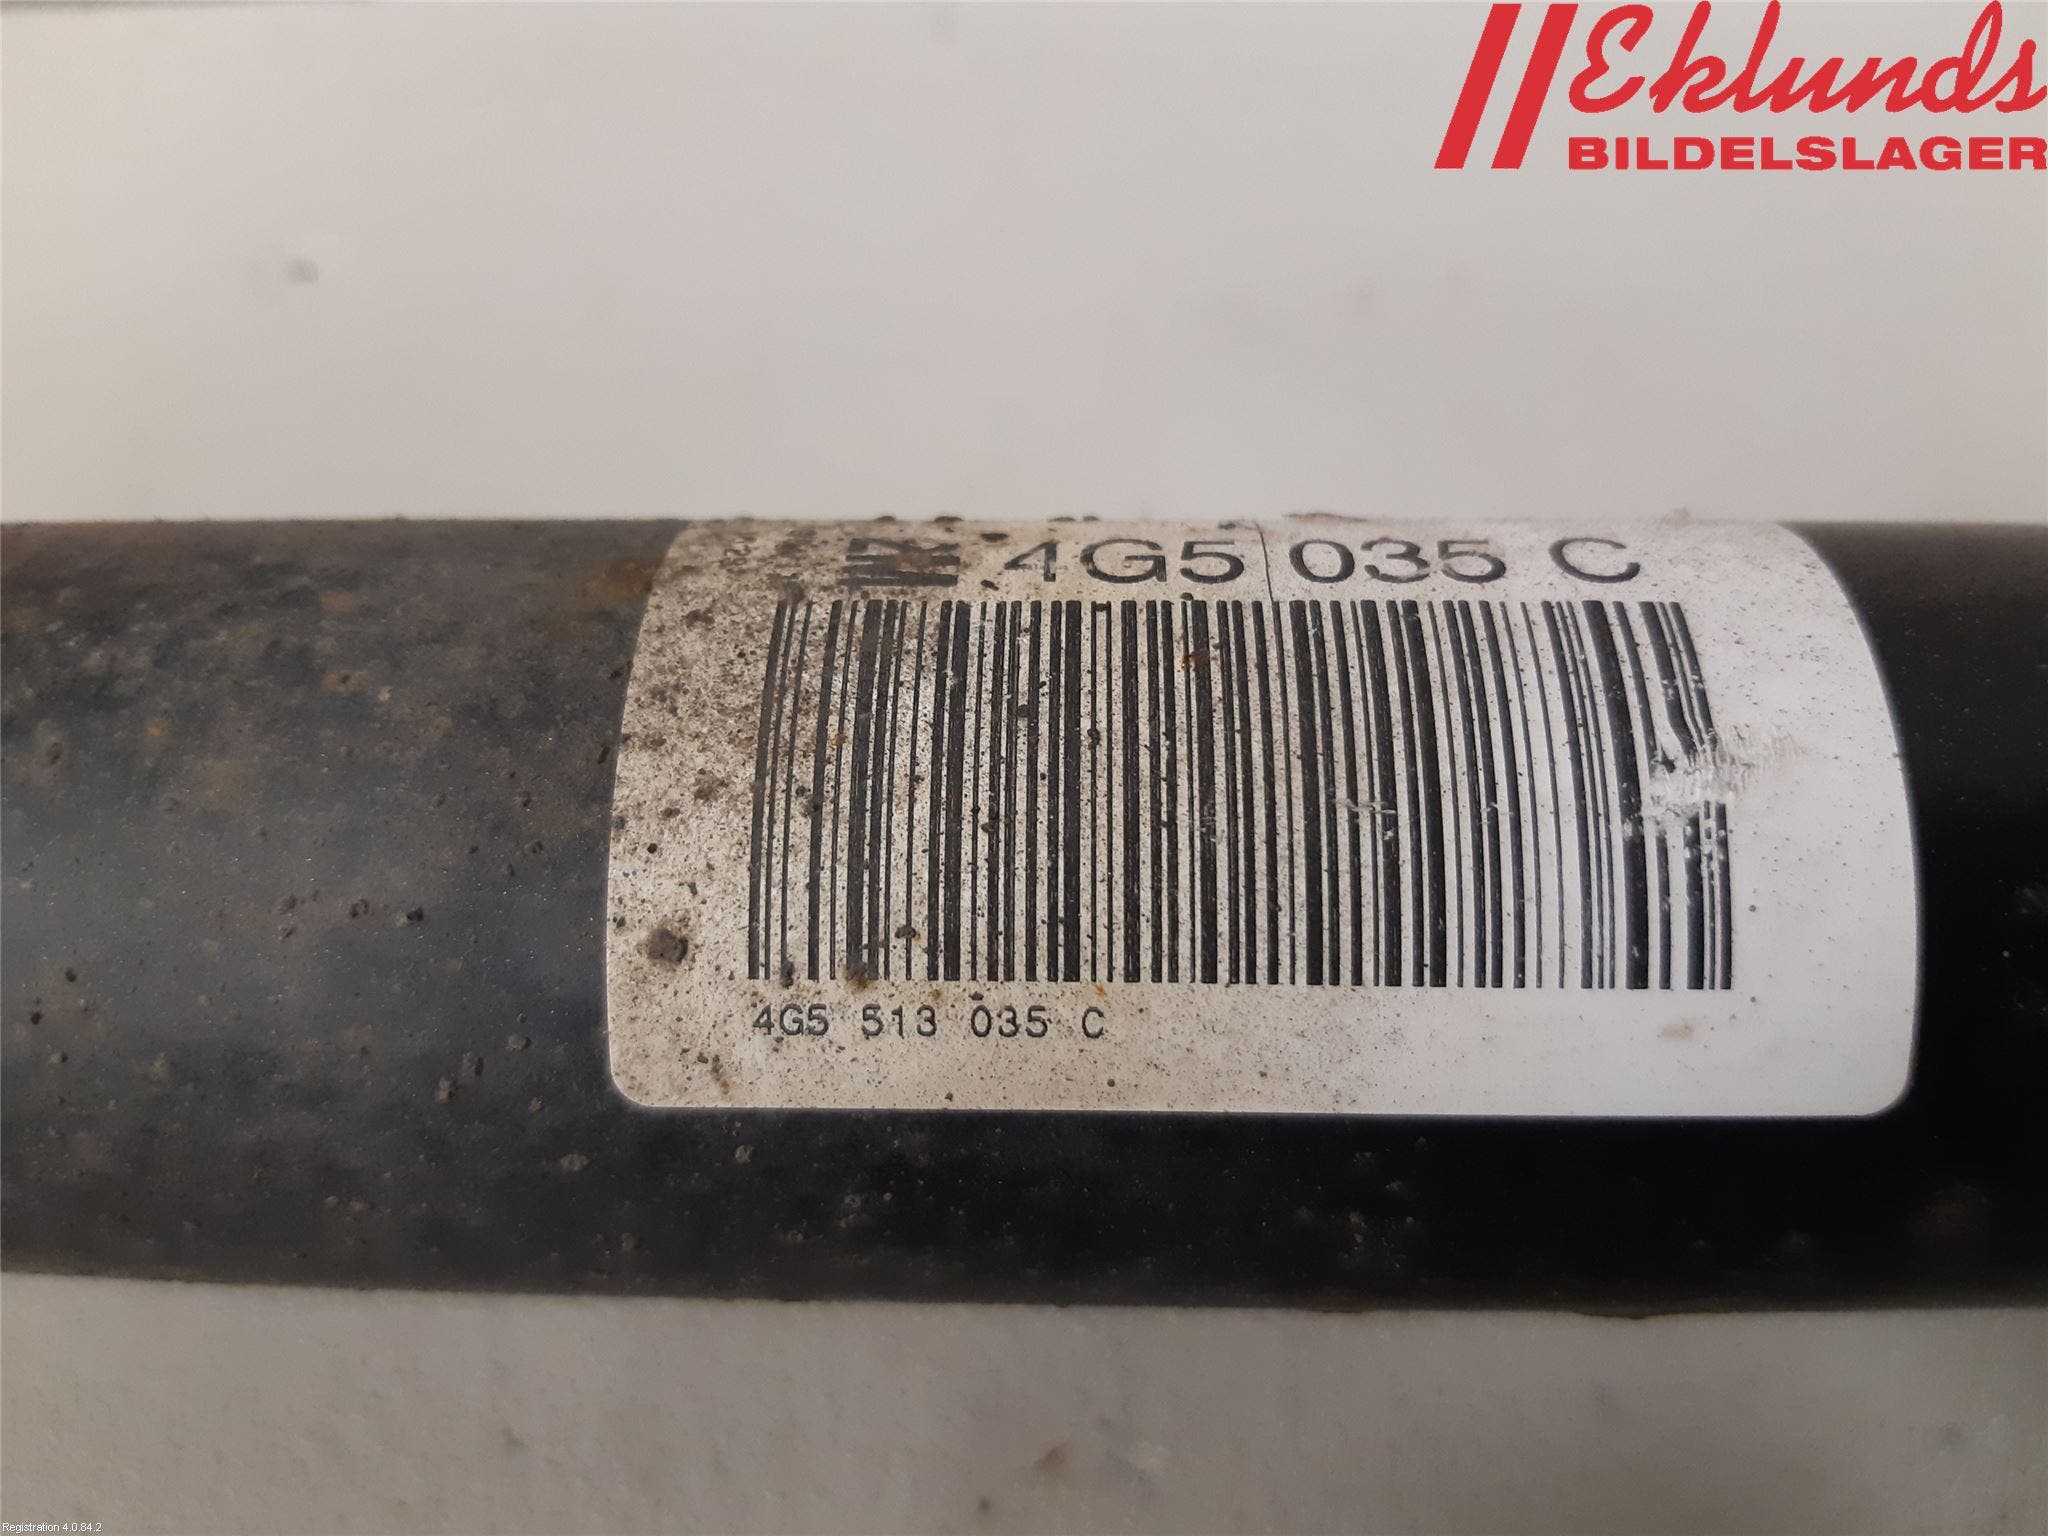 Eklunds
BILDELSLAGER
4G5 035 C
4G5 513 035 C
Registration 4.0.84.2